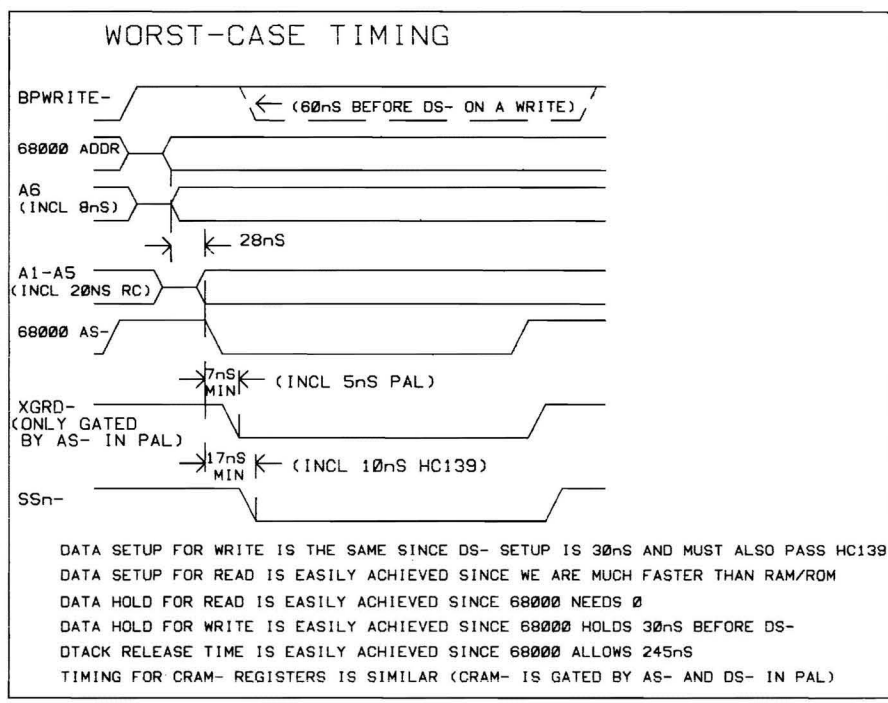 WORST-CASE TIMING
BPWRITE-
(60nS BEFORE DS- ON A WRITE)
68000 ADDR
A6
(INCL 8nS)
28nS
A1-A5
(INCL 20NS RC)
68000 AS-
7nS
MIN
(INCL 5nS PAL)
XGRD-
(ONLY GATED
BY AS- IN PAL)
17nS
MIN
(INCL 10nS HC139)
SSn-
DATA SETUP FOR WRITE IS THE SAME SINCE DS- SETUP IS 30nS AND MUST ALSO PASS HC139
DATA SETUP FOR READ IS EASILY ACHIEVED SINCE WE ARE MUCH FASTER THAN RAM/ROM
DATA HOLD FOR READ IS EASILY ACHIEVED SINCE 68000 NEEDS 0
DATA HOLD FOR WRITE IS EASILY ACHIEVED SINCE 68000 HOLDS 30nS BEFORE DS-
DTACK RELEASE TIME IS EASILY ACHIEVED SINCE 68000 ALLOWS 245nS
TIMING FOR CRAM- REGISTERS IS SIMILAR (CRAM- IS GATED BY AS- AND DS- IN PAL)